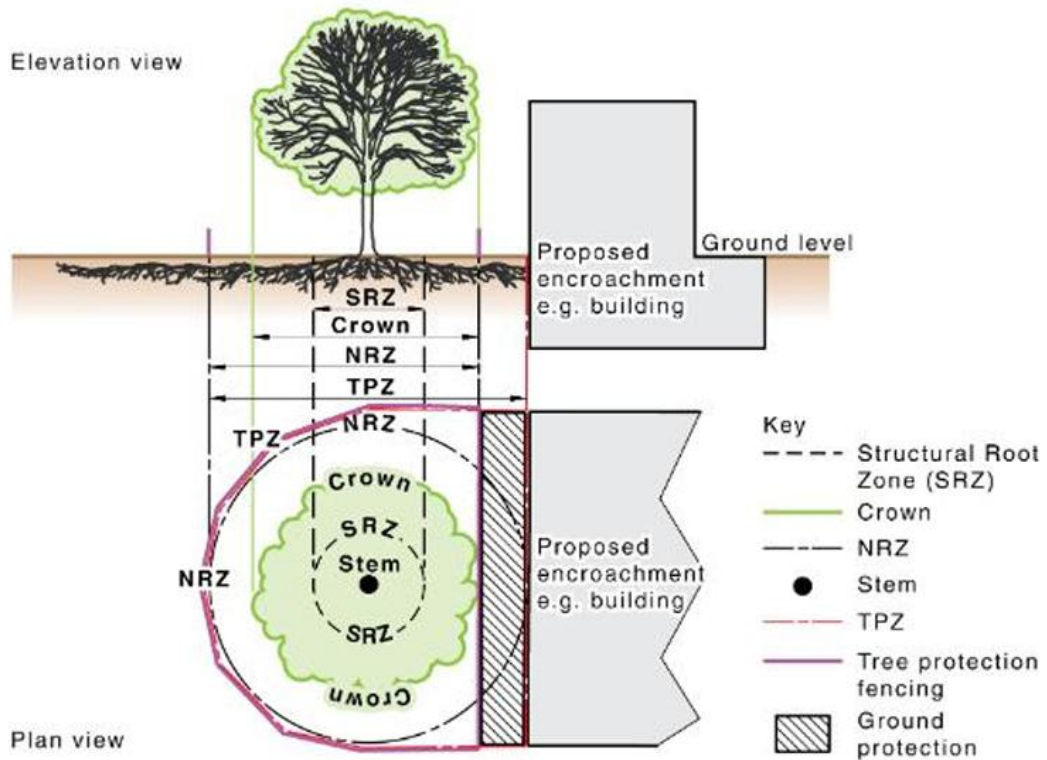 Elevation view
Ground level
Proposed
encroachment
e.g. building
SRZ
Crown
NRZ
TPZ
NRZ
TPZ
Crown
SRZ
Stem
NRZ
SRZ
Crown
Proposed
encroachment
e.g. building
Plan view
Key
Structural Root
Zone (SRZ)
Crown
NRZ
Stem
TPZ
Tree protection
fencing
Ground
protection